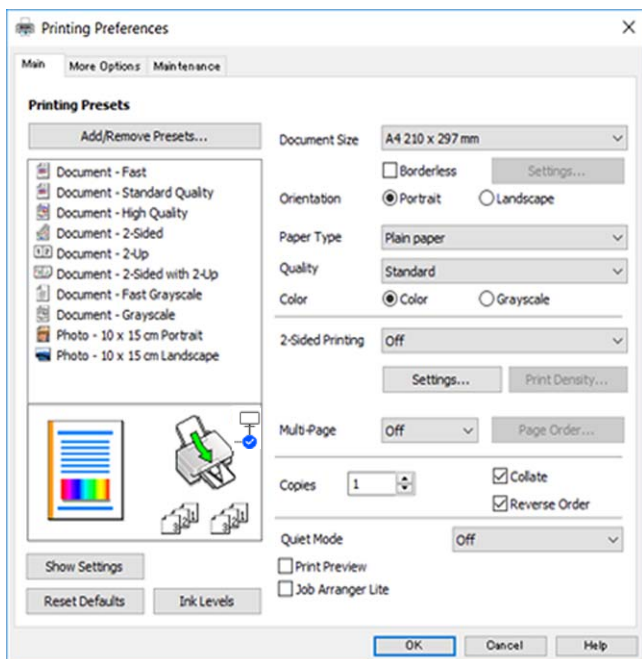 Printing Preferences
Main More Options Maintenance
Printing Presets
Add/Remove Presets...
Document - Fast
Document - Standard Quality
Document - High Quality
Document - 2-Sided
Document - 2-Up
Document - 2-Sided with 2-Up
Document - Fast Grayscale
Document - Grayscale
Photo - 10 x 15 cm Portrait
Photo - 10 x 15 cm Landscape
Show Settings
Reset Defaults Ink Levels
Document Size A4 210 x 297 mm
Borderless Settings...
Orientation Portrait Landscape
Paper Type Plain paper
Quality Standard
Color Color Grayscale
2-Sided Printing Off
Settings... Print Density...
Multi-Page Off Page Order...
Copies 1 Collate
Reverse Order
Quiet Mode Off
Print Preview
Job Arranger Lite
OK Cancel Help